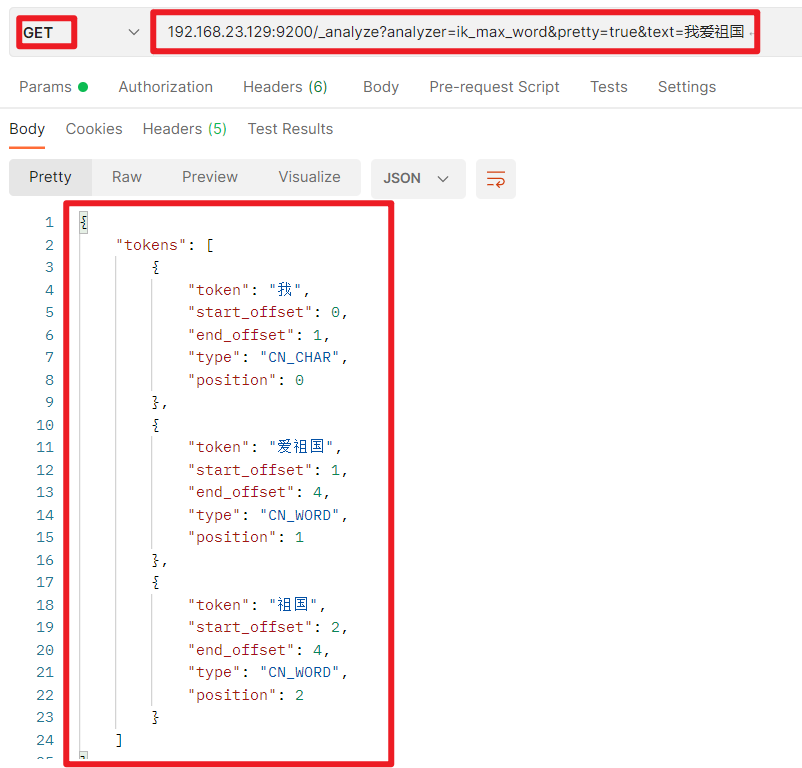 GET 192.168.23.129:9200/_analyze?analyzer=ik_max_word&pretty=true&text=我爱祖国
Params Authorization Headers (6) Body Pre-request Script Tests Settings
Body Cookies Headers (5) Test Results
Pretty Raw Preview Visualize JSON
1 {
2 "tokens": [
3 {
4 "token": "我",
5 "start_offset": 0,
6 "end_offset": 1,
7 "type": "CN_CHAR",
8 "position": 0
9 },
10 {
11 "token": "爱祖国",
12 "start_offset": 1,
13 "end_offset": 4,
14 "type": "CN_WORD",
15 "position": 1
16 },
17 {
18 "token": "祖国",
19 "start_offset": 2,
20 "end_offset": 4,
21 "type": "CN_WORD",
22 "position": 2
23 }
24 ]
25 }